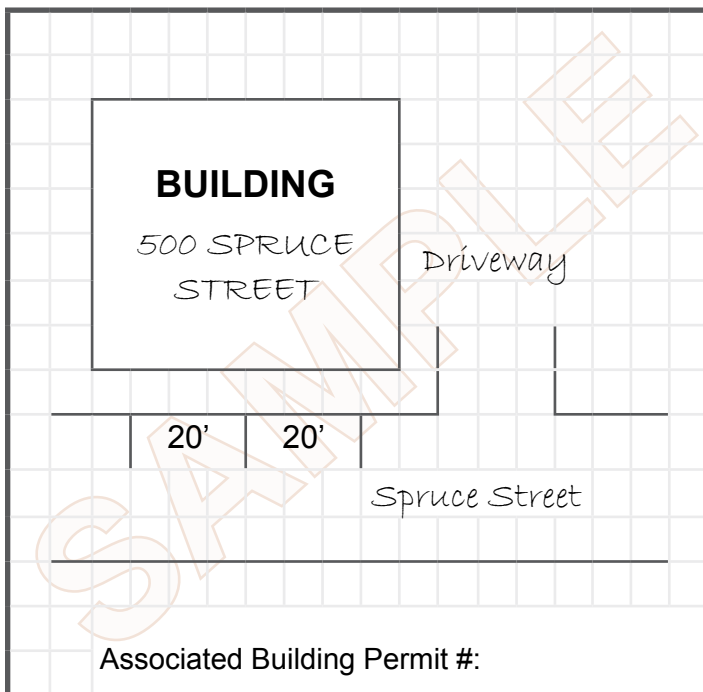 BUILDING
500 SPRUCE
STREET
Driveway
20’ 20’
Spruce Street
Associated Building Permit #:
SAMPLE